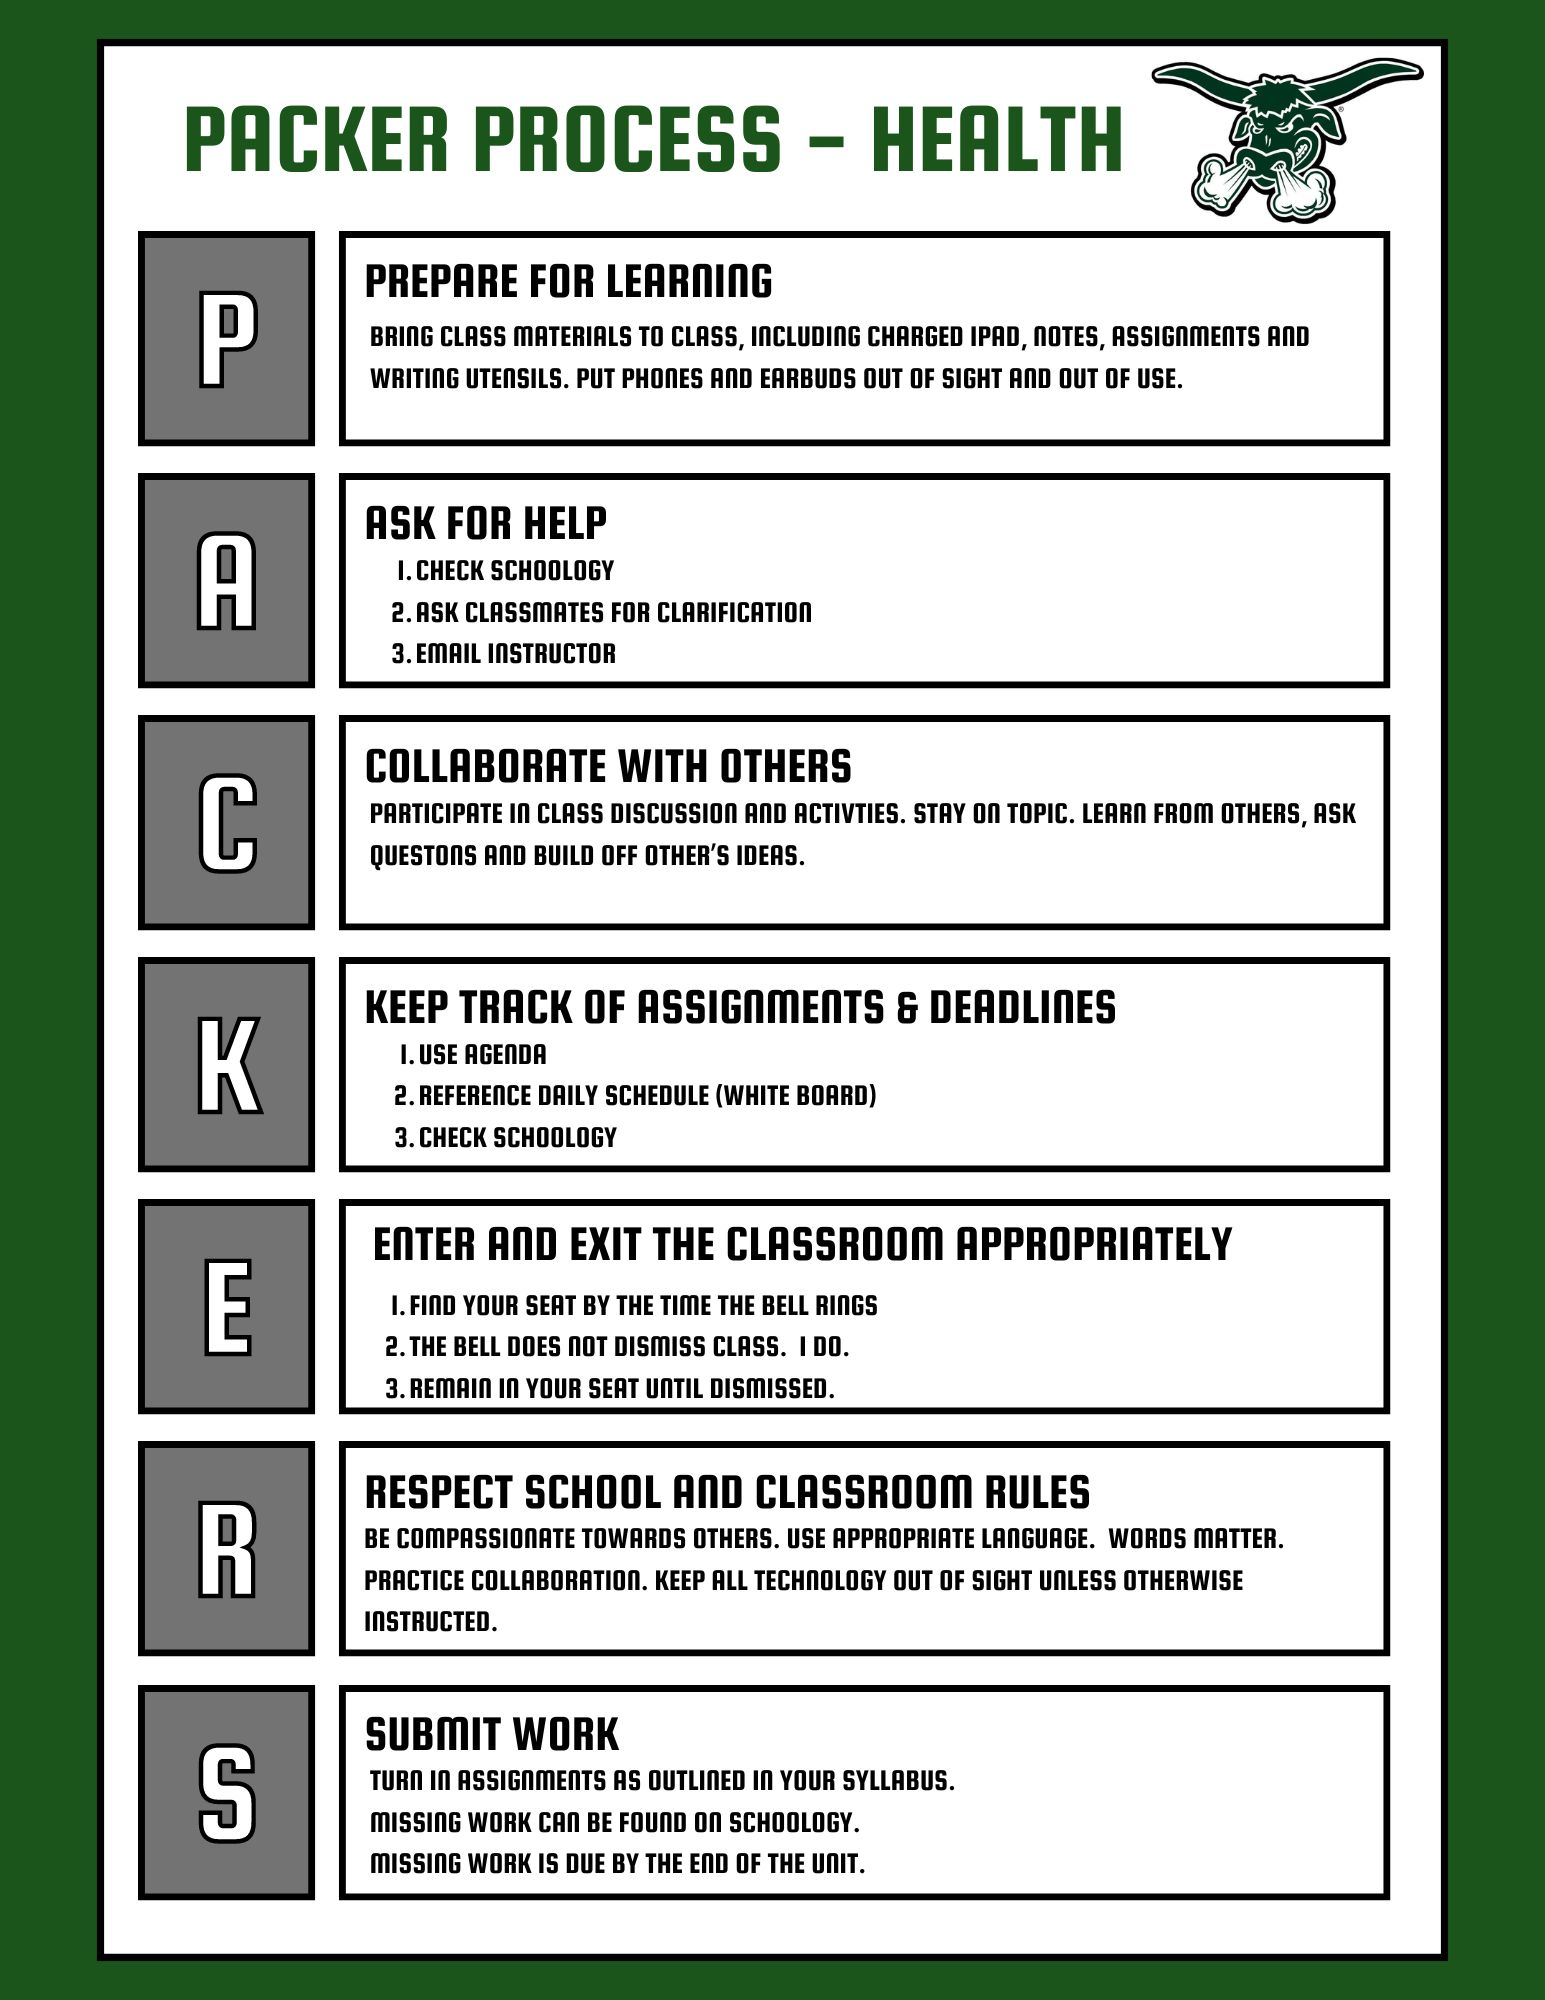 PACKER PROCESS - HEALTH
P
PREPARE FOR LEARNING
BRING CLASS MATERIALS TO CLASS, INCLUDING CHARGED IPAD, NOTES, ASSIGNMENTS AND
WRITING UTENSILS. PUT PHONES AND EARBUDS OUT OF SIGHT AND OUT OF USE.
A
ASK FOR HELP
1. CHECK SCHOOLOGY
2. ASK CLASSMATES FOR CLARIFICATION
3. EMAIL INSTRUCTOR
C
COLLABORATE WITH OTHERS
PARTICIPATE IN CLASS DISCUSSION AND ACTIVTIES. STAY ON TOPIC. LEARN FROM OTHERS, ASK
QUESTONS AND BUILD OFF OTHER'S IDEAS.
K
KEEP TRACK OF ASSIGNMENTS & DEADLINES
1. USE AGENDA
2. REFERENCE DAILY SCHEDULE (WHITE BOARD)
3. CHECK SCHOOLOGY
E
ENTER AND EXIT THE CLASSROOM APPROPRIATELY
1. FIND YOUR SEAT BY THE TIME THE BELL RINGS
2. THE BELL DOES NOT DISMISS CLASS.  I DO.
3. REMAIN IN YOUR SEAT UNTIL DISMISSED.
R
RESPECT SCHOOL AND CLASSROOM RULES
BE COMPASSIONATE TOWARDS OTHERS. USE APPROPRIATE LANGUAGE.  WORDS MATTER.
PRACTICE COLLABORATION. KEEP ALL TECHNOLOGY OUT OF SIGHT UNLESS OTHERWISE
INSTRUCTED.
S
SUBMIT WORK
TURN IN ASSIGNMENTS AS OUTLINED IN YOUR SYLLABUS.
MISSING WORK CAN BE FOUND ON SCHOOLOGY.
MISSING WORK IS DUE BY THE END OF THE UNIT.